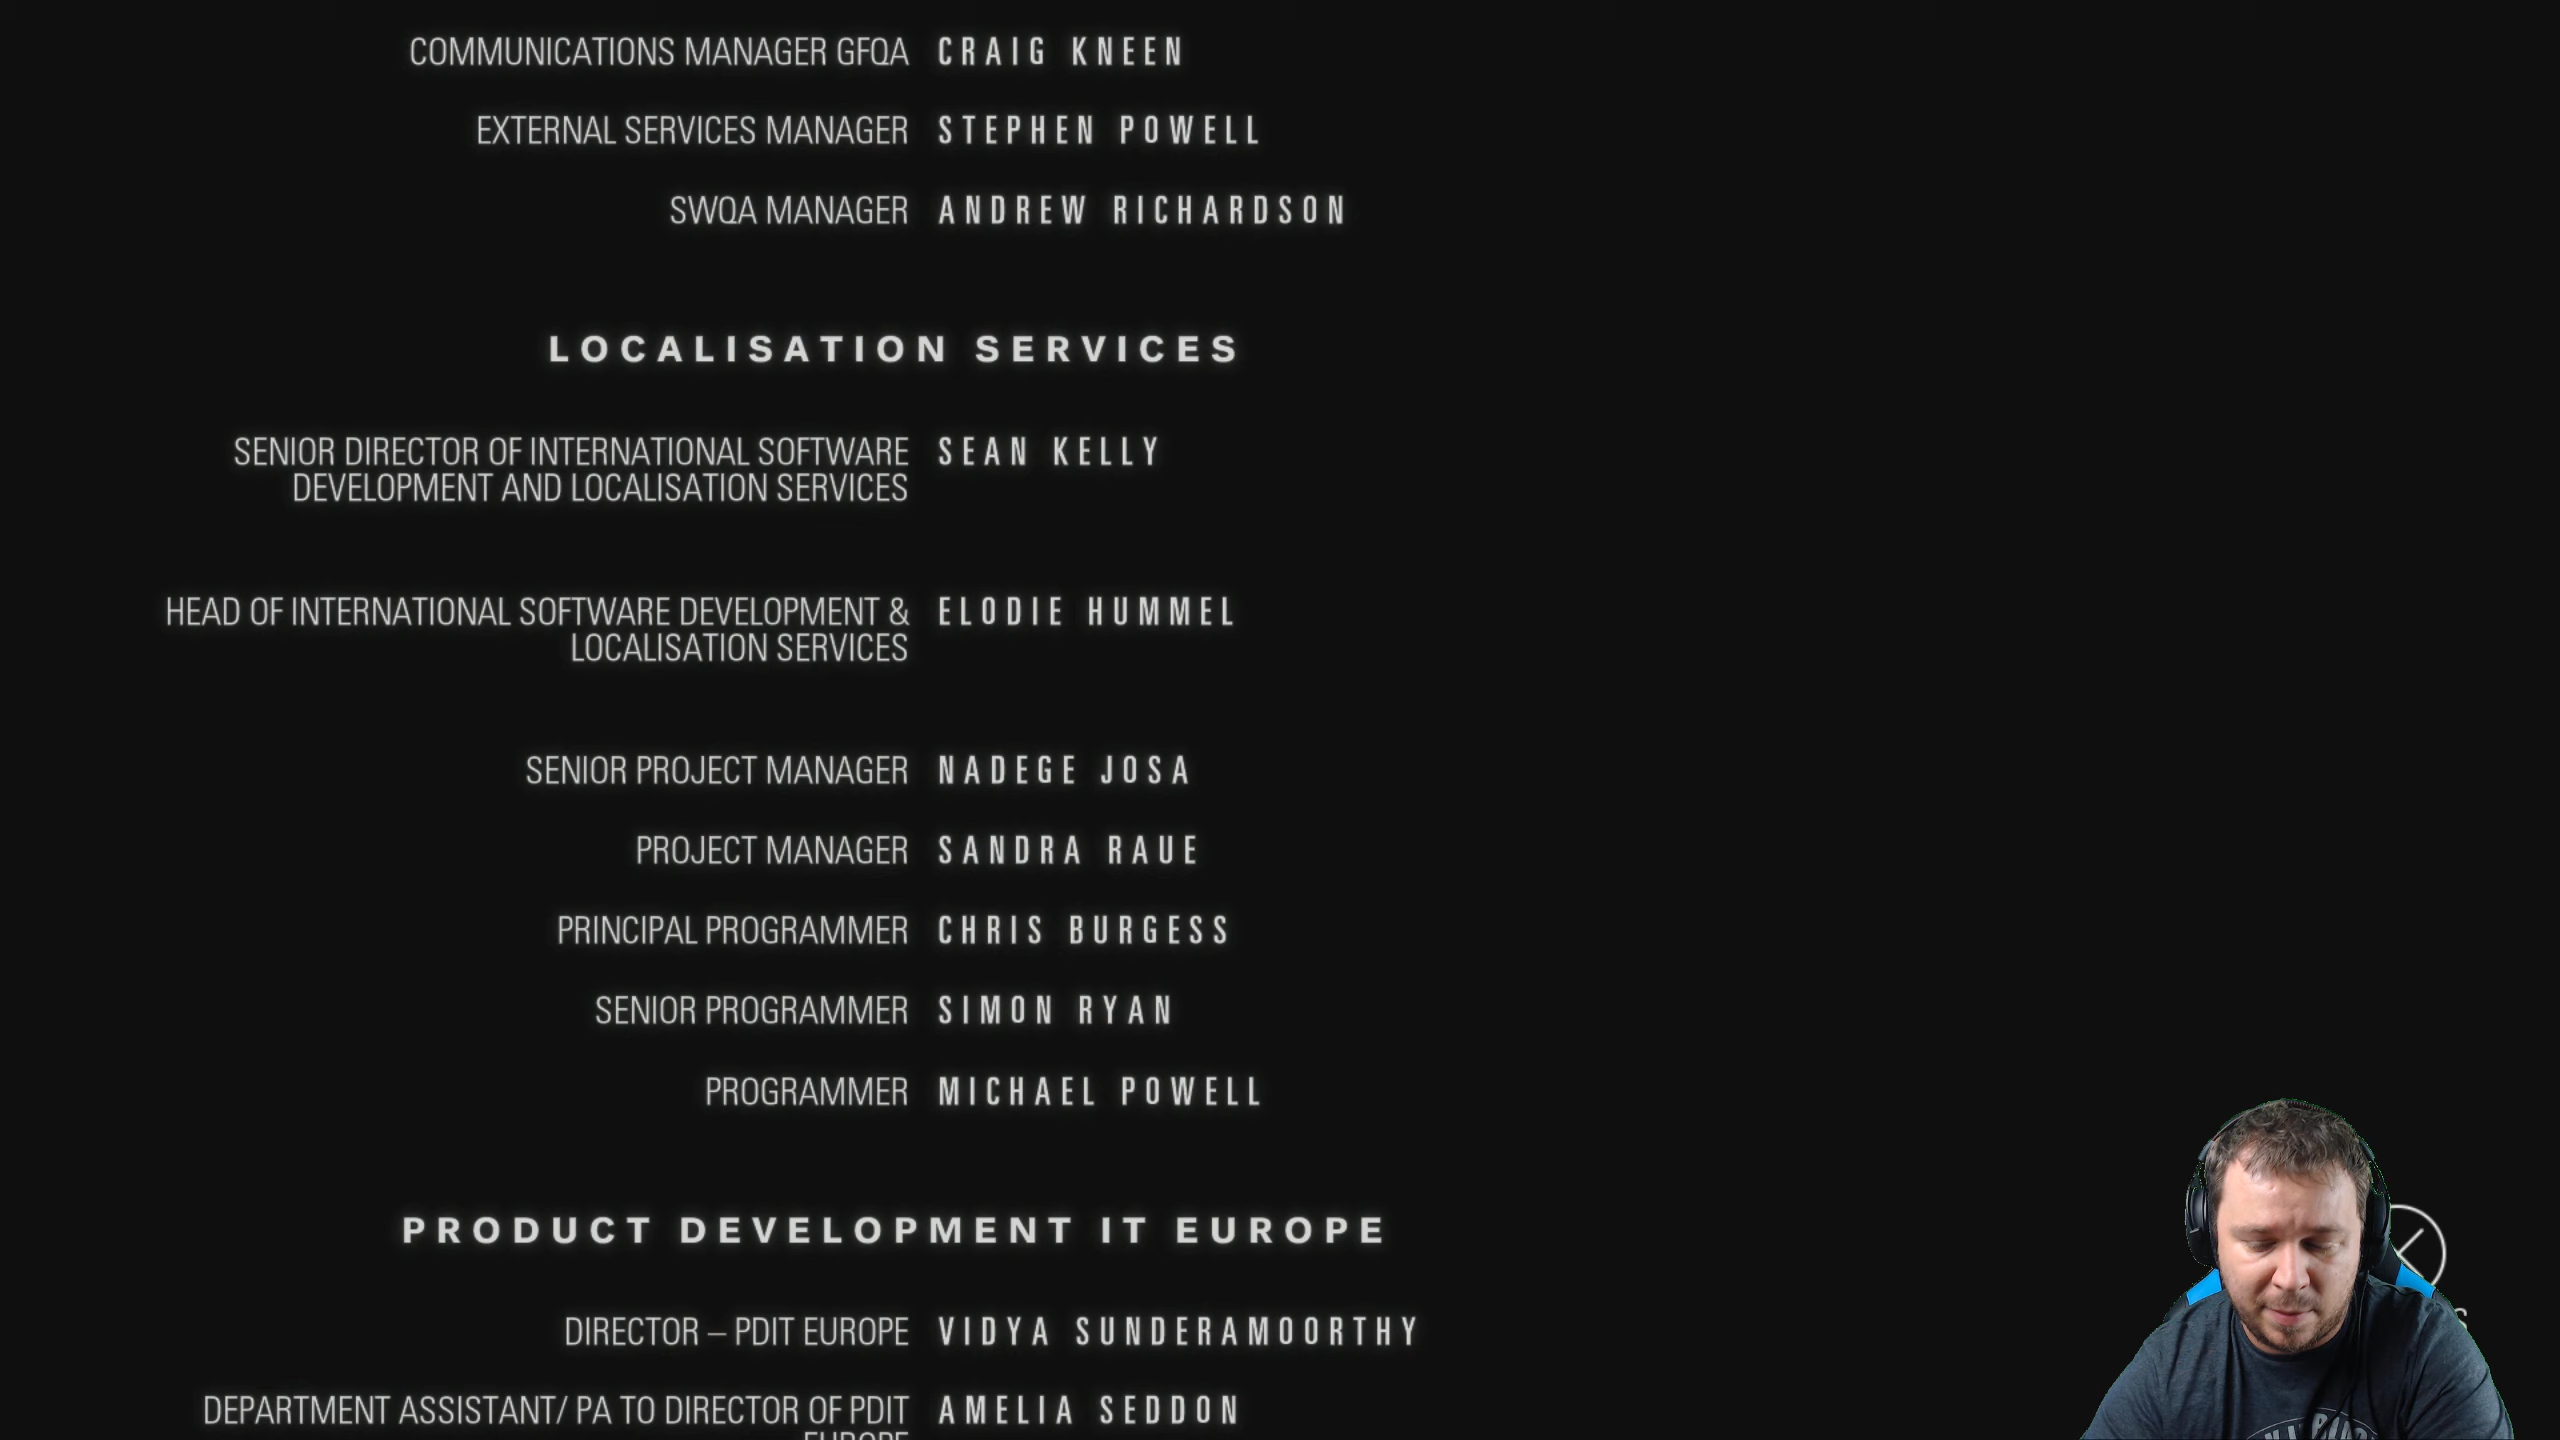 COMMUNICATIONS MANAGER GFQA CRAIG KNEEN
EXTERNAL SERVICES MANAGER STEPHEN POWELL
SWQA MANAGER ANDREW RICHARDSON
LOCALISATION SERVICES
SENIOR DIRECTOR OF INTERNATIONAL SOFTWARE SEAN KELLY
DEVELOPMENT AND LOCALISATION SERVICES
HEAD OF INTERNATIONAL SOFTWARE DEVELOPMENT & ELODIE HUMMEL
LOCALISATION SERVICES
SENIOR PROJECT MANAGER NADEGE JOSA
PROJECT MANAGER SANDRA RAUE
PRINCIPAL PROGRAMMER CHRIS BURGESS
SENIOR PROGRAMMER SIMON RYAN
PROGRAMMER MICHAEL POWELL
PRODUCT DEVELOPMENT IT EUROPE
DIRECTOR – PDIT EUROPE VIDYA SUNDERAMOORTHY
DEPARTMENT ASSISTANT/ PA TO DIRECTOR OF PDIT AMELIA SEDDON
EUROPE